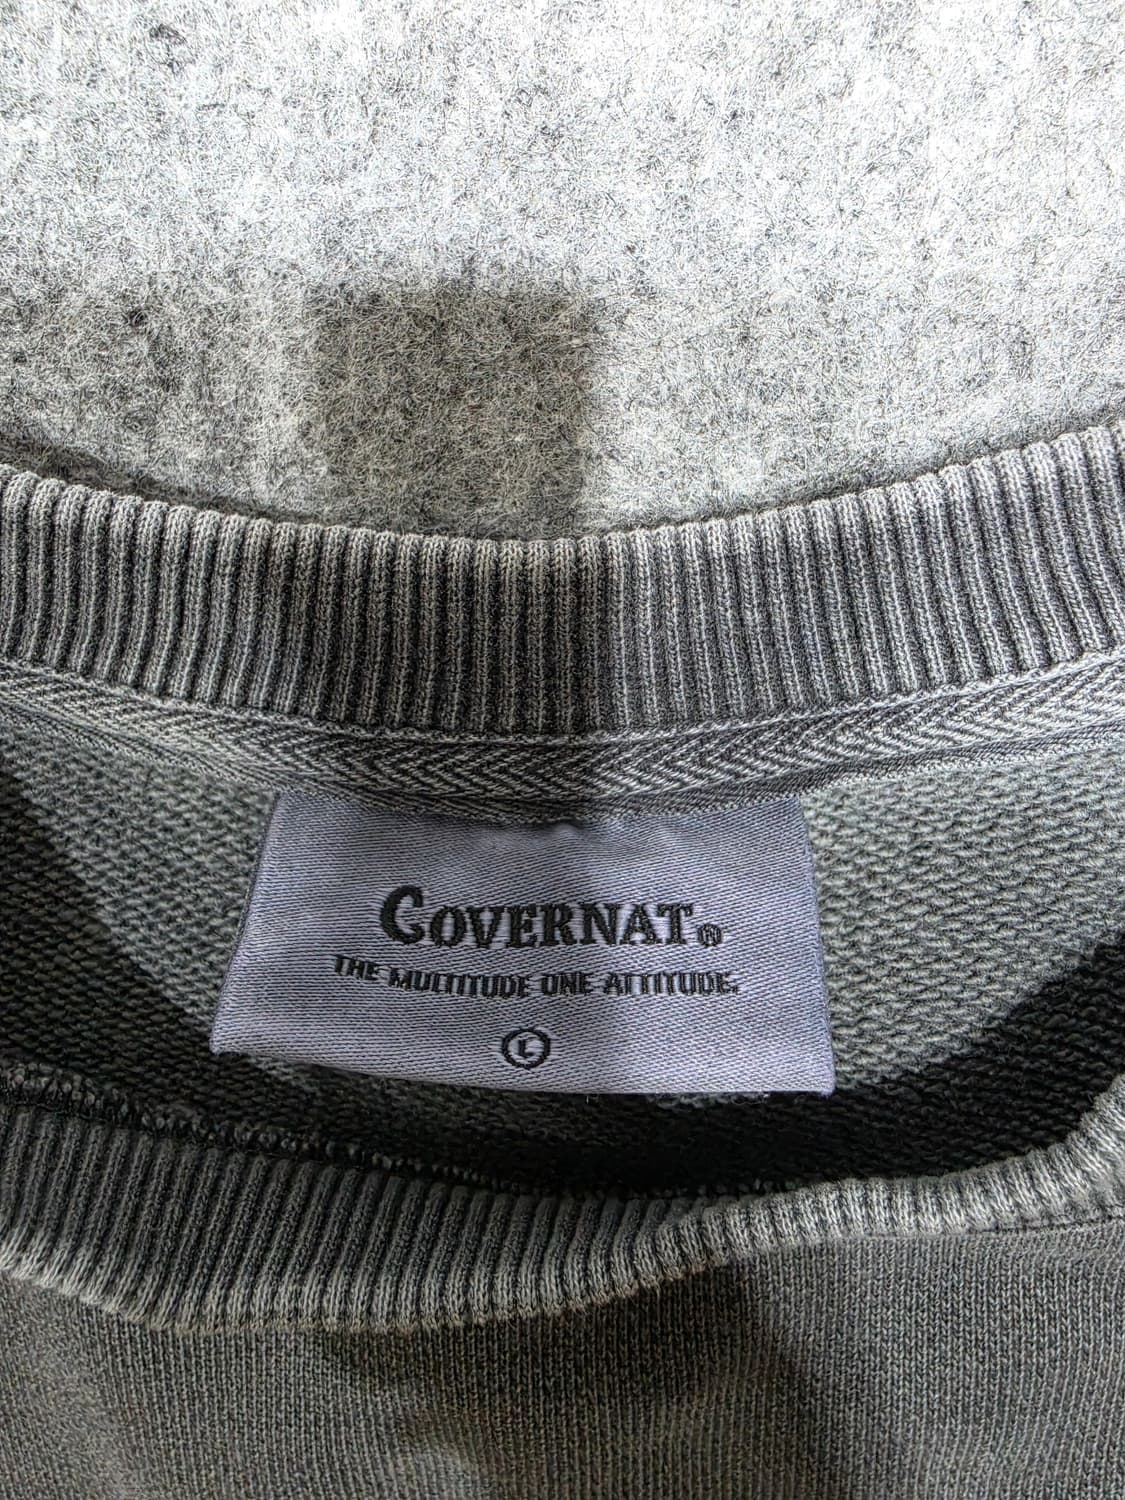 COVERNAT®
THE MULTITUDE ONE ATTITUDE.
L